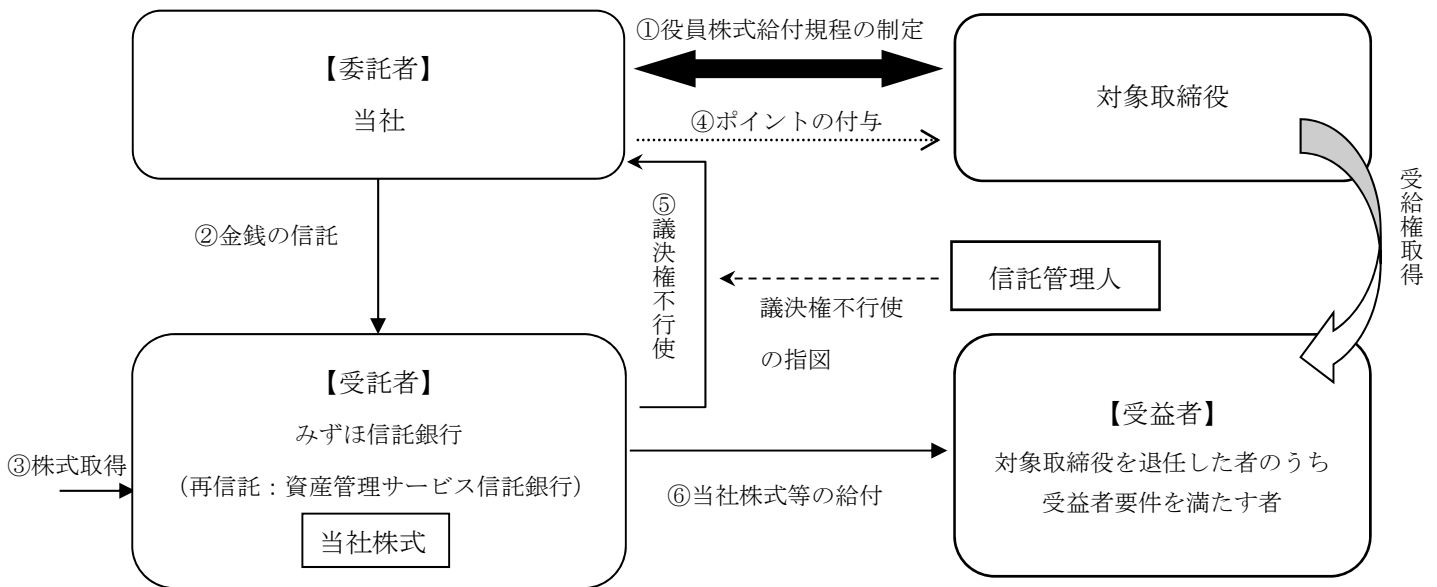 ①役員株式給付規程の制定
【委託者】
当社
対象取締役
④ポイントの付与
②金銭の信託
⑤議決権不行使
受給権取得
信託管理人
議決権不行使
の指図
【受託者】
みずほ信託銀行
(再信託:資産管理サービス信託銀行)
当社株式
③株式取得
⑥当社株式等の給付
【受益者】
対象取締役を退任した者のうち
受益者要件を満たす者